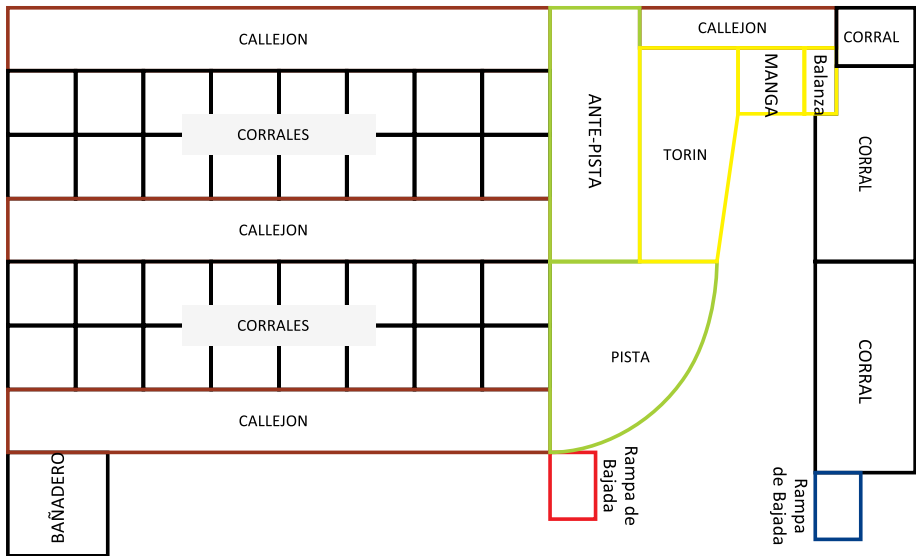 CALLEJON
CALLEJON
CORRAL
CORRALES
ANTE-PISTA
MANGA
Balanza
TORIN
CORRAL
CALLEJON
CORRALES
PISTA
CORRAL
CALLEJON
BAÑADERO
Rampa de
Bajada
Rampa
de Bajada